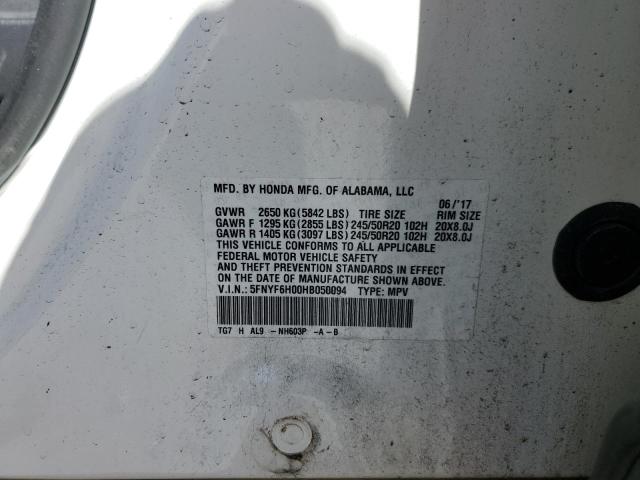 MFD. BY HONDA MFG. OF ALABAMA, LLC
06/'17
GVWR 2650 KG (5842 LBS) TIRE SIZE RIM SIZE
GAWR F 1295 KG (2855 LBS) 245/50R20 102H 20X8.0J
GAWR R 1405 KG (3097 LBS) 245/50R20 102H 20X8.0J
THIS VEHICLE CONFORMS TO ALL APPLICABLE
FEDERAL MOTOR VEHICLE SAFETY
AND THEFT PREVENTION STANDARDS IN EFFECT
ON THE DATE OF MANUFACTURE SHOWN ABOVE.
V.I.N.: 5FNYF6H00HB050094 TYPE: MPV
TG7 H AL9 -NH603P -A-B